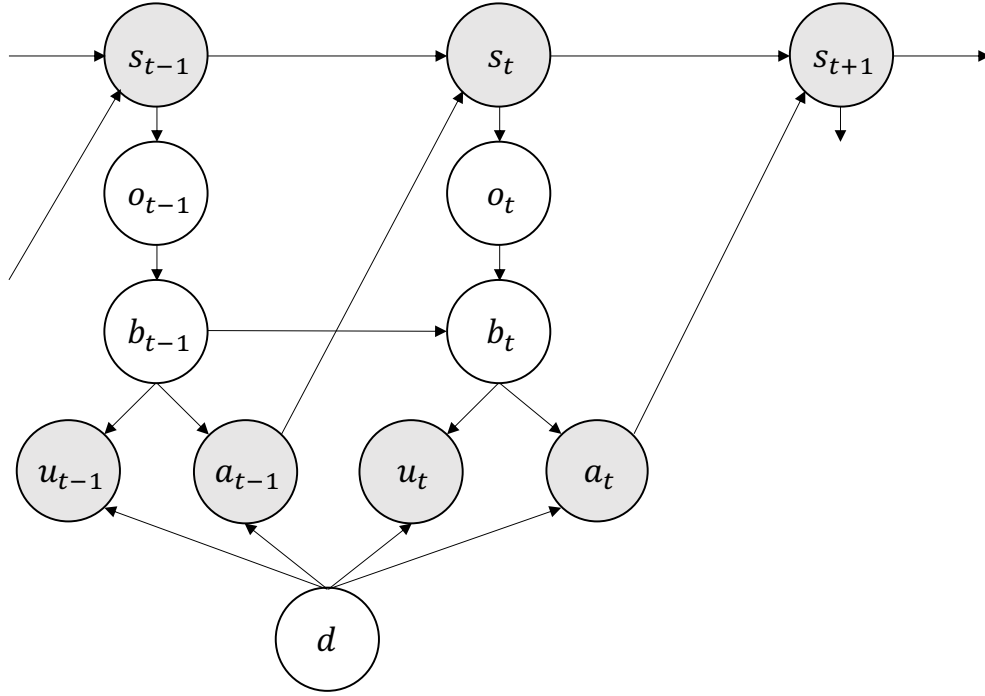 s_{t−1} s_t s_{t+1}
o_{t−1} o_t
b_{t−1} b_t
u_{t−1} a_{t−1} u_t a_t
d